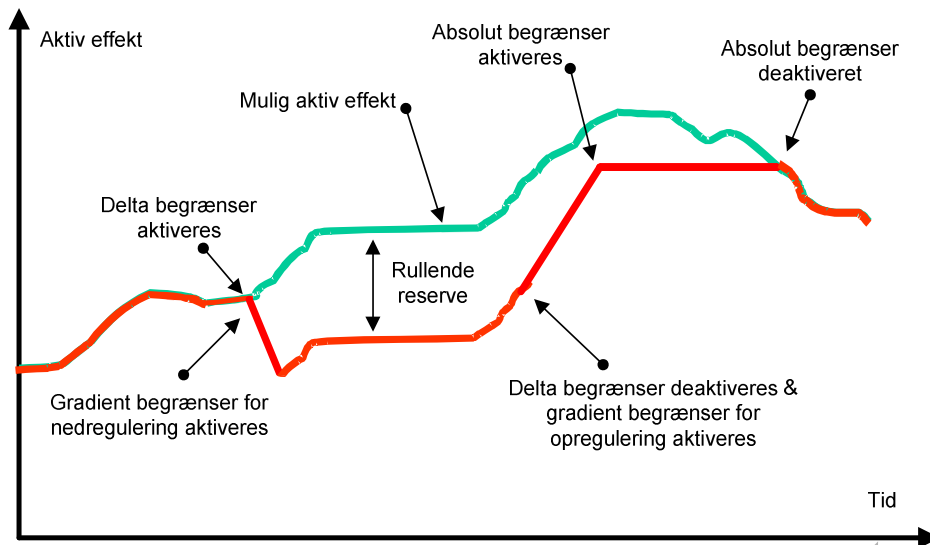 Aktiv effekt
Absolut begrænser
aktiveres
Absolut begrænser
deaktiveret
Mulig aktiv effekt
Delta begrænser
aktiveres
Rullende
reserve
Gradient begrænser for
nedregulering aktiveres
Delta begrænser deaktiveres &
gradient begrænser for
opregulering aktiveres
Tid